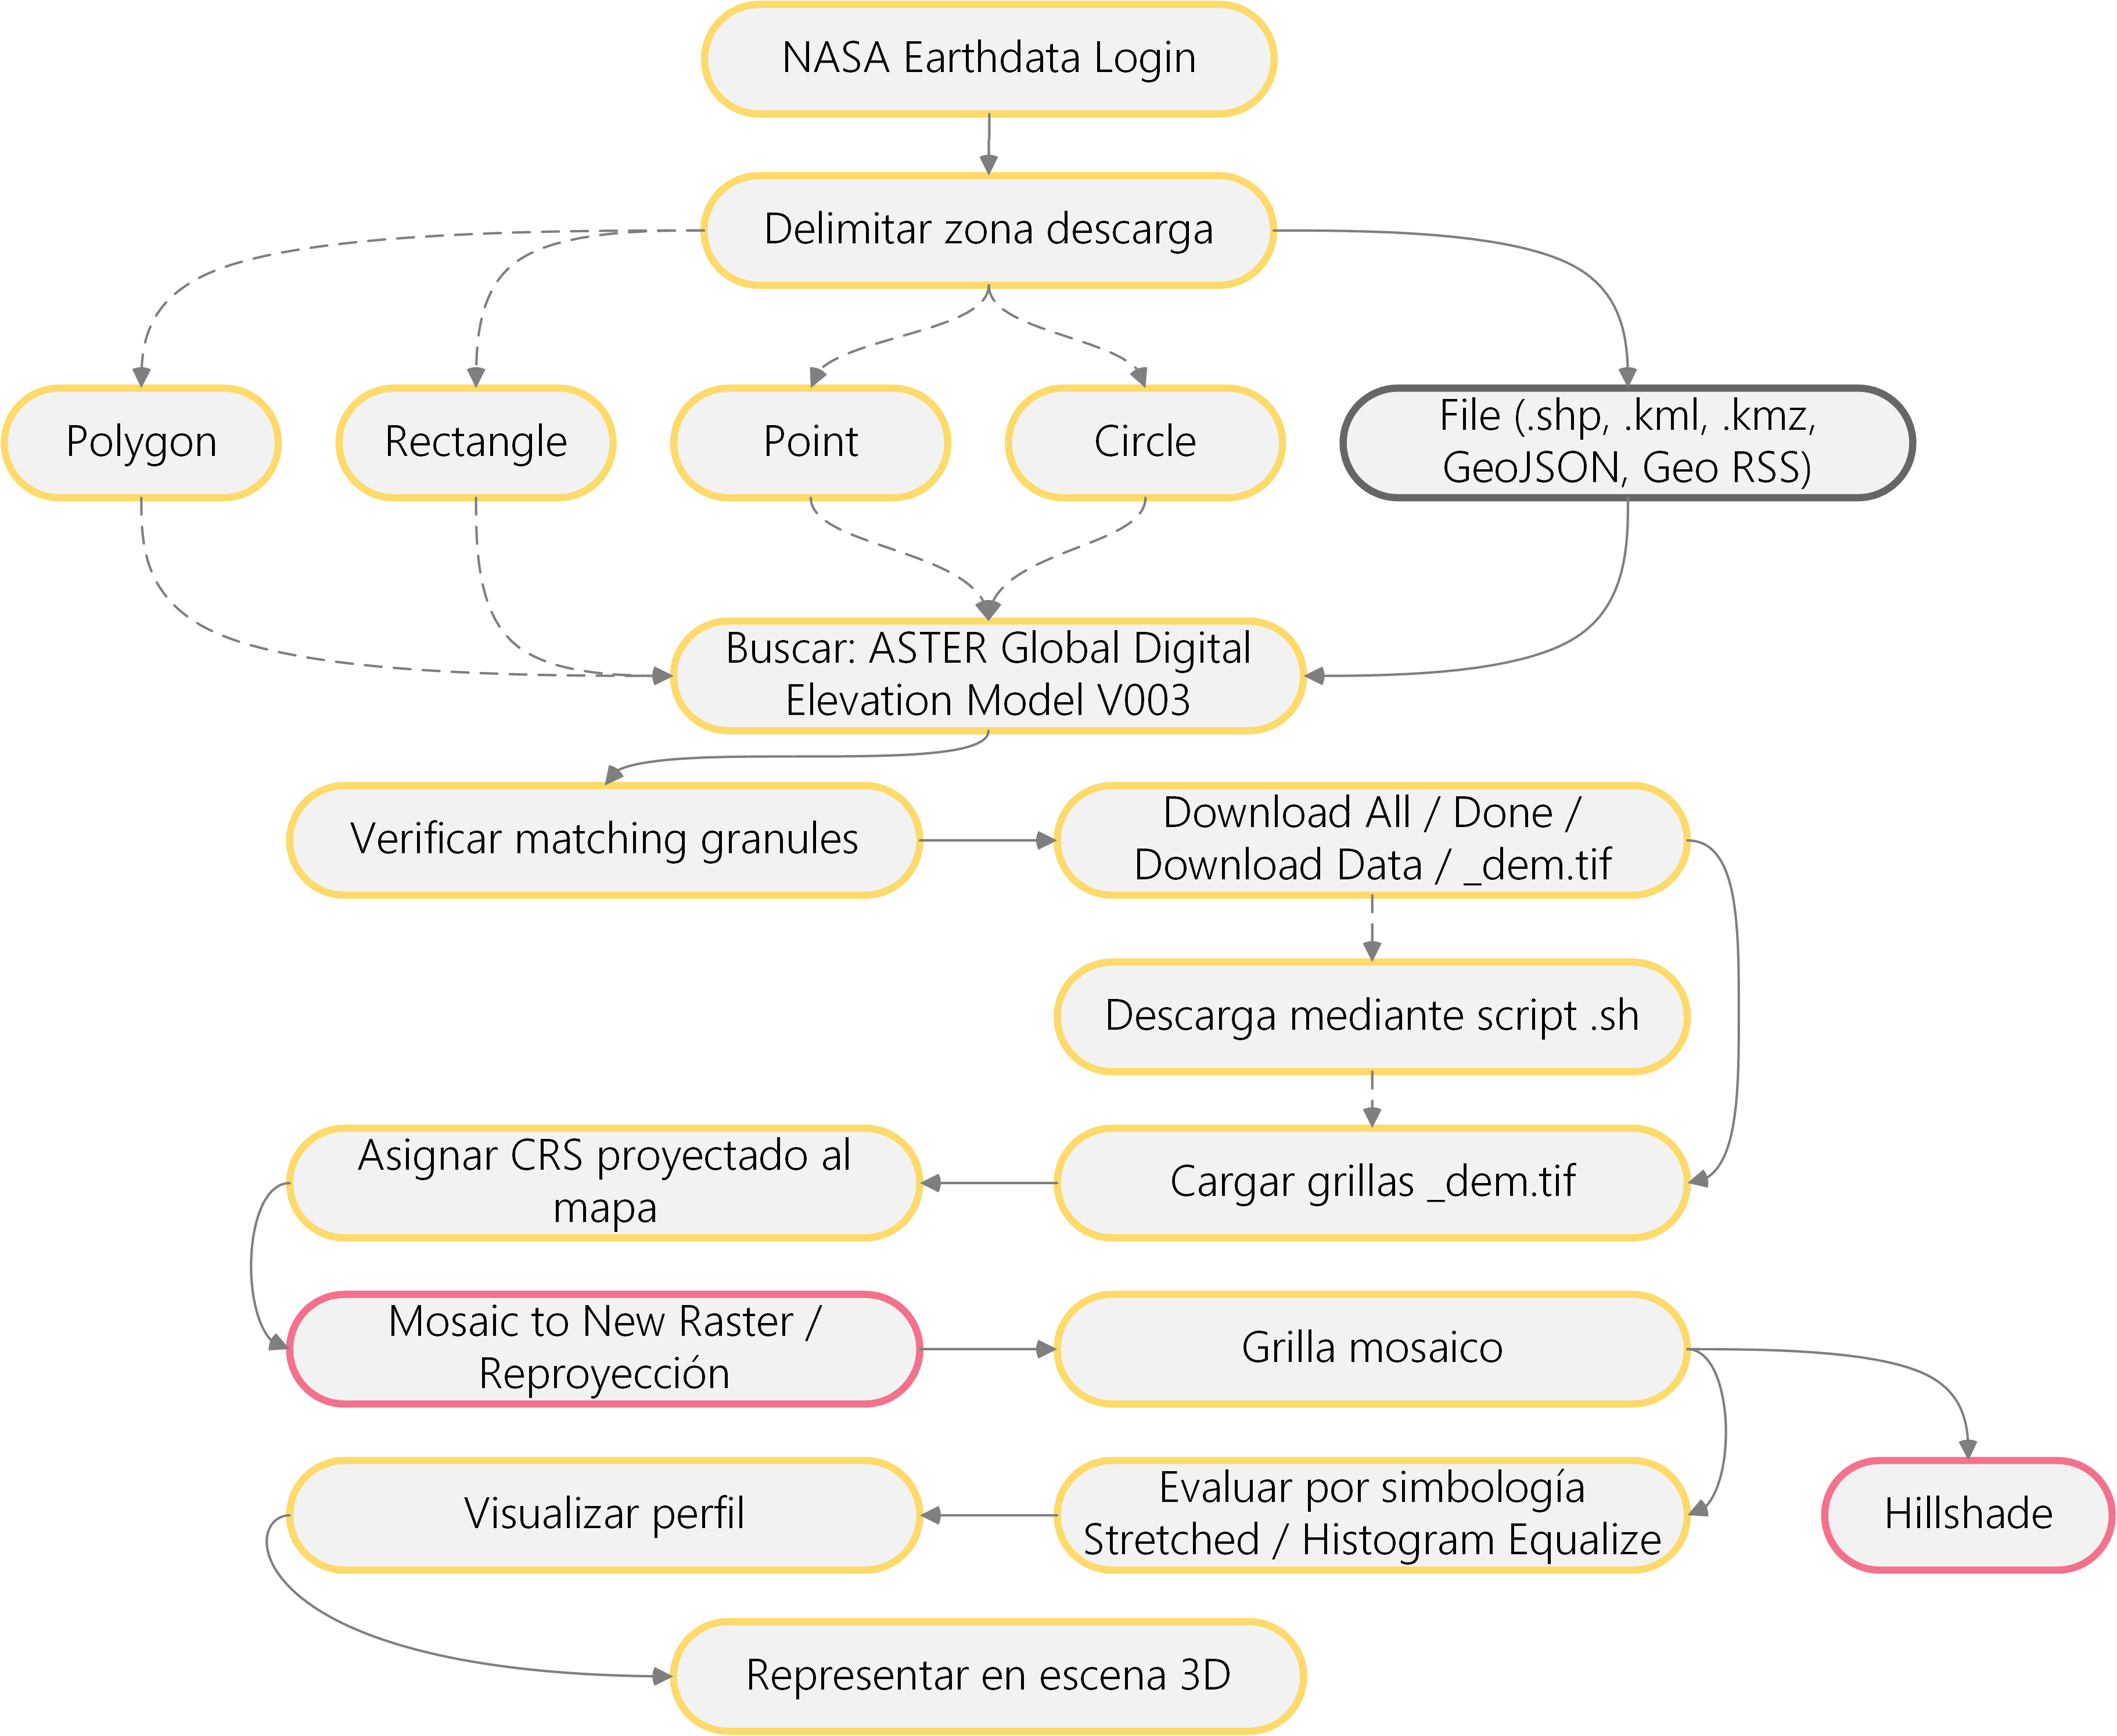 NASA Earthdata Login
Delimitar zona descarga
Polygon
Rectangle
Point
Circle
File (.shp, .kml, .kmz,
GeoJSON, Geo RSS)
Buscar: ASTER Global Digital
Elevation Model V003
Verificar matching granules
Download All / Done /
Download Data / _dem.tif
Descarga mediante script .sh
Asignar CRS proyectado al
mapa
Cargar grillas _dem.tif
Mosaic to New Raster /
Reproyección
Grilla mosaico
Visualizar perfil
Evaluar por simbología
Stretched / Histogram Equalize
Hillshade
Representar en escena 3D